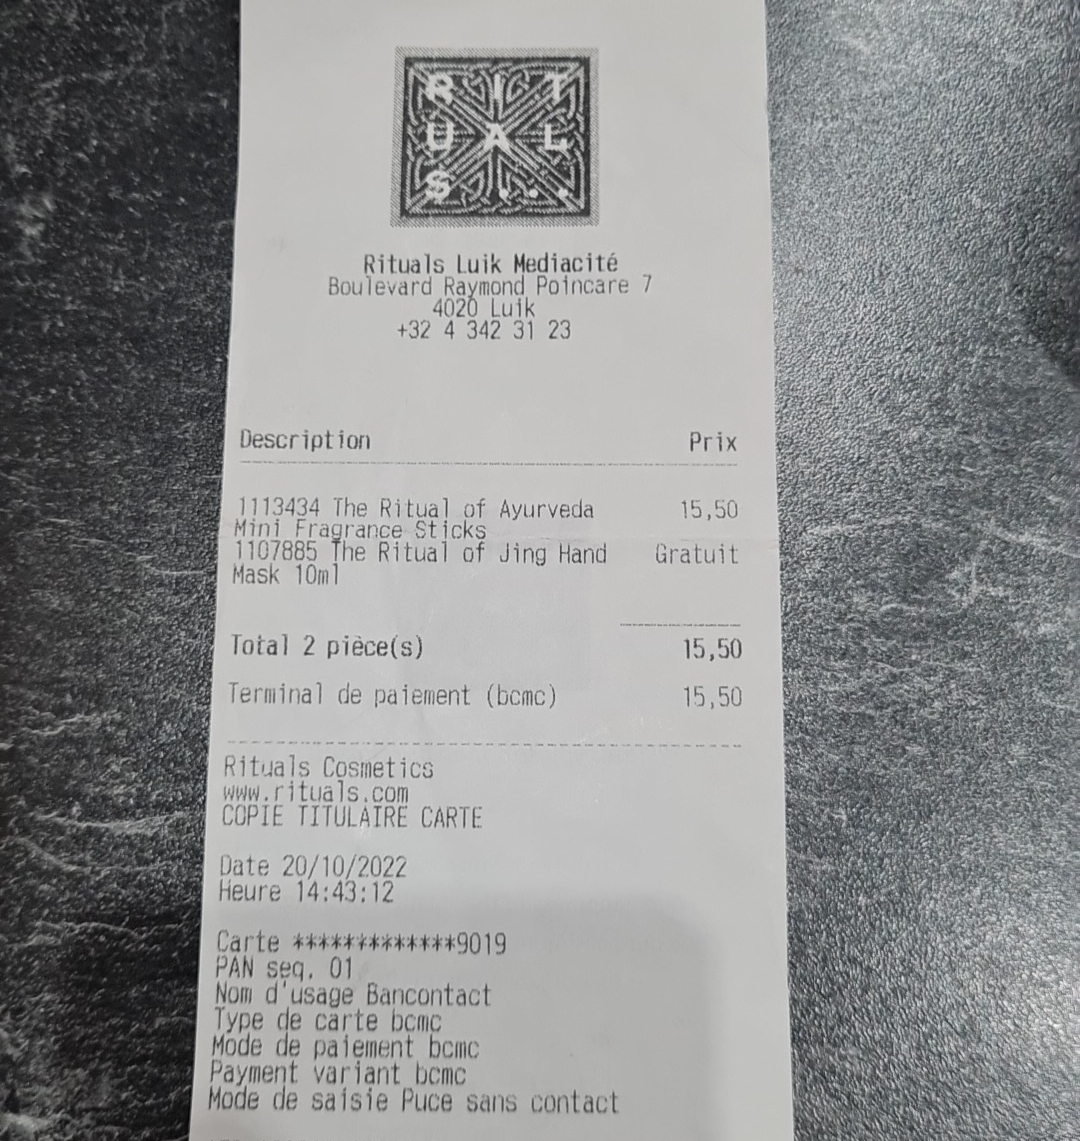 R I T
U A L
S . . .
Rituals Luik Mediacité
Boulevard Raymond Poincare 7
4020 Luik
+32 4 342 31 23
Description Prix
1113434 The Ritual of Ayurveda 15,50
Mini Fragrance Sticks
1107885 The Ritual of Jing Hand Gratuit
Mask 10ml
Total 2 pièce(s) 15,50
Terminal de paiement (bcmc) 15,50
Rituals Cosmetics
www.rituals.com
COPIE TITULAIRE CARTE
Date 20/10/2022
Heure 14:43:12
Carte *************9019
PAN seq. 01
Nom d'usage Bancontact
Type de carte bcmc
Mode de paiement bcmc
Payment variant bcmc
Mode de saisie Puce sans contact